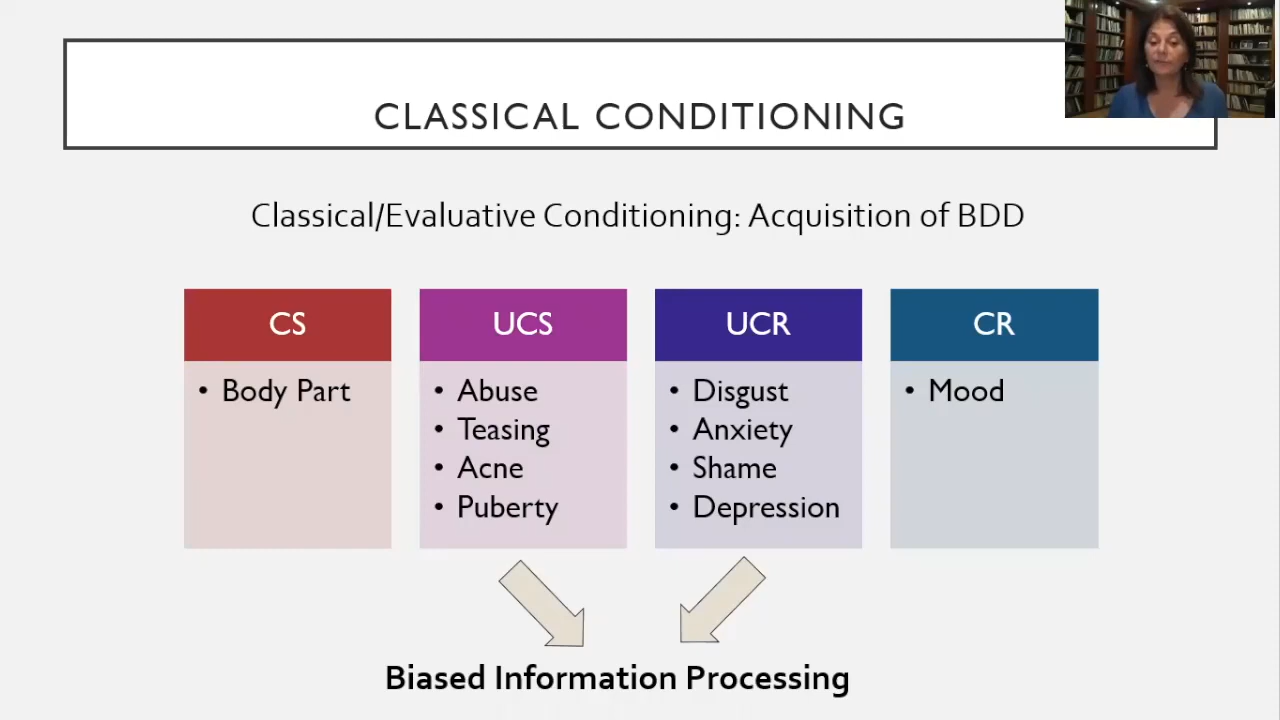 CLASSICAL CONDITIONING
Classical/Evaluative Conditioning: Acquisition of BDD
CS
• Body Part
UCS
• Abuse
• Teasing
• Acne
• Puberty
UCR
• Disgust
• Anxiety
• Shame
• Depression
CR
• Mood
Biased Information Processing